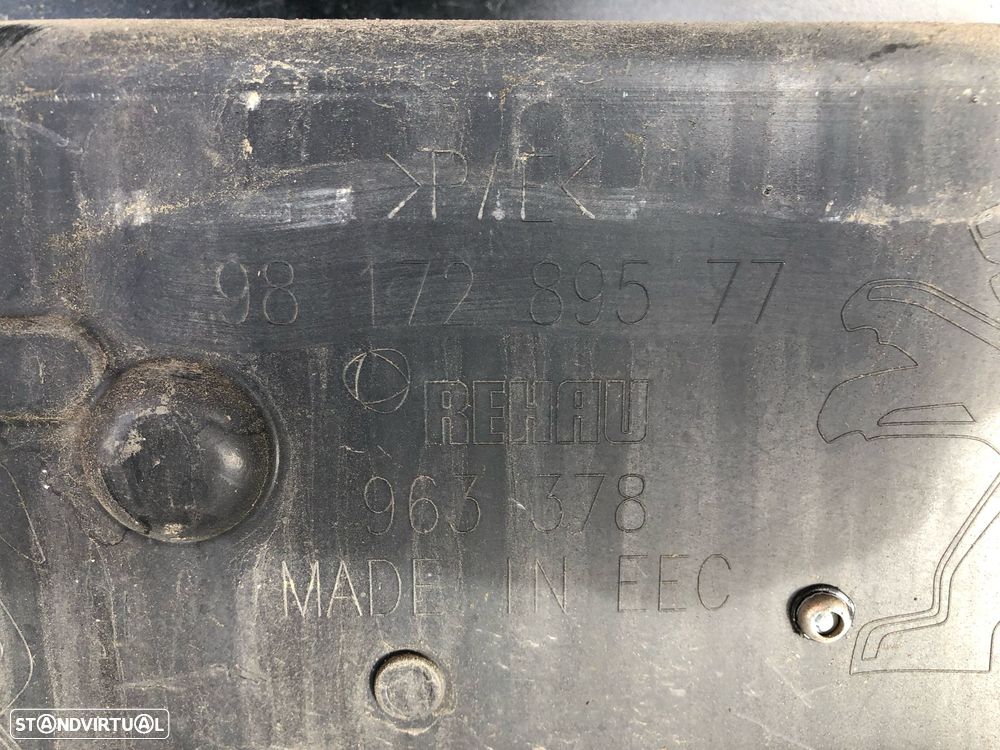 >P/E<
98 172 895 77
REHAU
963 378
MADE IN EEC
STANDVIRTUAL